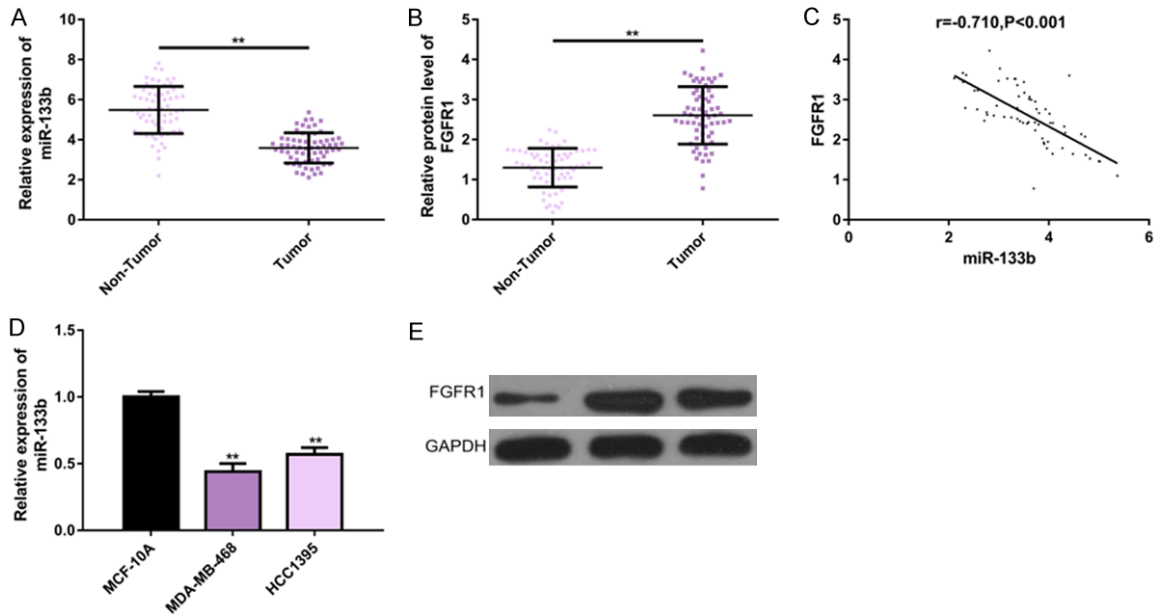 A
Relative expression of
miR-133b
10
8
6
4
2
0
**
Non-Tumor
Tumor
B
Relative protein level of
FGFR1
5
4
3
2
1
0
**
Non-Tumor
Tumor
C
r=-0.710,P<0.001
FGFR1
5
4
3
2
1
0
0
2
4
6
miR-133b
D
Relative expression of
miR-133b
1.5
1.0
0.5
0.0
**
**
MCF-10A
MDA-MB-468
HCC1395
E
FGFR1
GAPDH